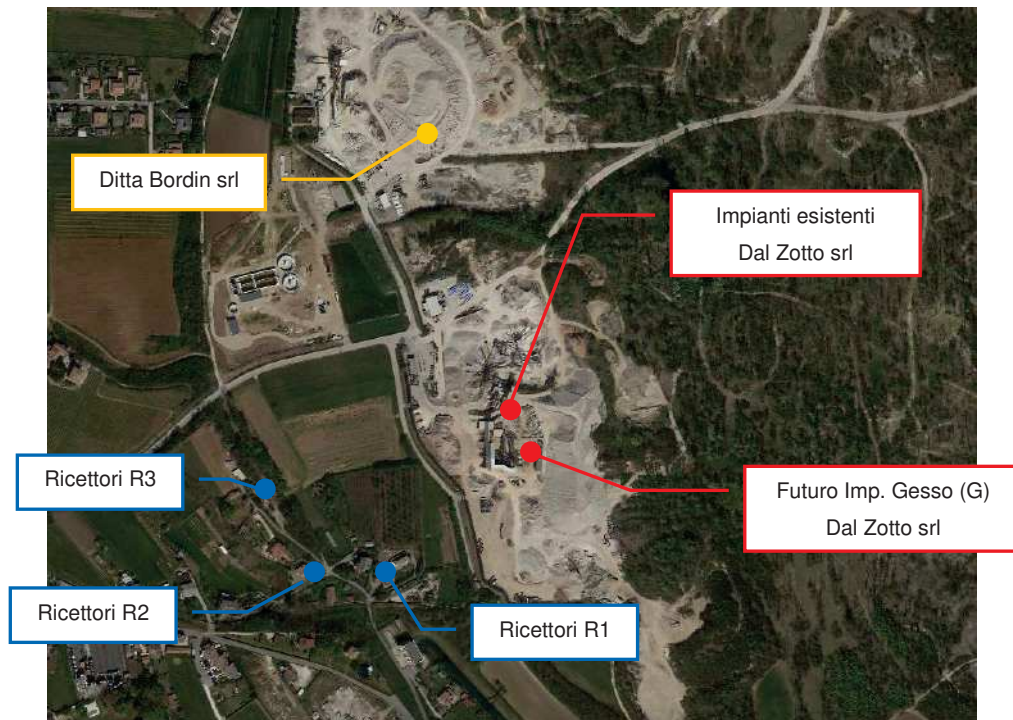 Ditta Bordin srl
Impianti esistenti
Dal Zotto srl
Ricettori R3
Futuro Imp. Gesso (G)
Dal Zotto srl
Ricettori R2
Ricettori R1